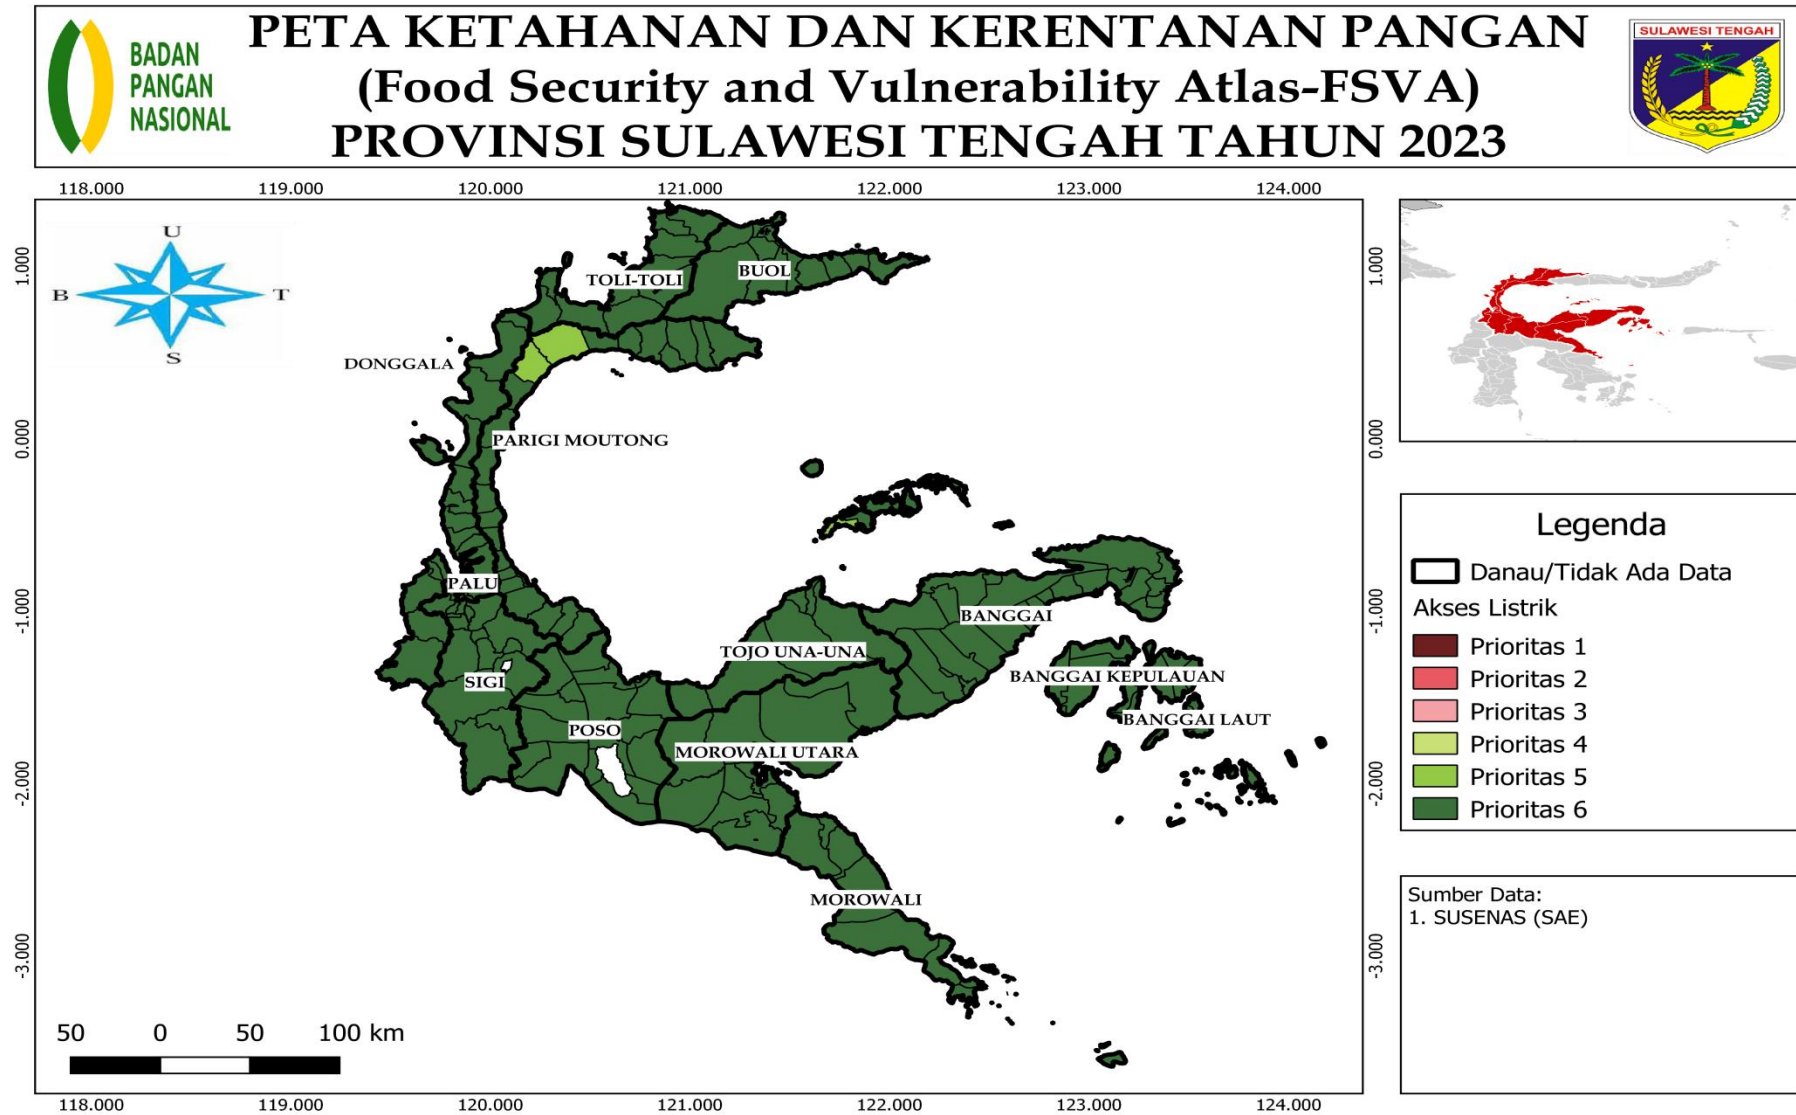 BADAN
PANGAN
NASIONAL
PETA KETAHANAN DAN KERENTANAN PANGAN
(Food Security and Vulnerability Atlas-FSVA)
PROVINSI SULAWESI TENGAH TAHUN 2023
SULAWESI TENGAH
118.000 119.000 120.000 121.000 122.000 123.000 124.000
U
B T
S
1.000
0.000
-1.000
-2.000
-3.000
TOLI-TOLI
BUOL
DONGGALA
PARIGI MOUTONG
PALU
BANGGAI
TOJO UNA-UNA
SIGI
BANGGAI KEPULAUAN
BANGGAI LAUT
POSO
MOROWALI UTARA
MOROWALI
50 0 50 100 km
118.000 119.000 120.000 121.000 122.000 123.000 124.000
1.000
0.000
-1.000
-2.000
-3.000
Legenda
Danau/Tidak Ada Data
Akses Listrik
Prioritas 1
Prioritas 2
Prioritas 3
Prioritas 4
Prioritas 5
Prioritas 6
Sumber Data:
1. SUSENAS (SAE)